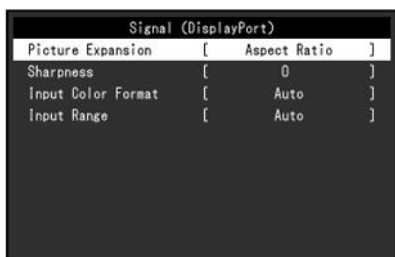 Signal (DisplayPort)
Picture Expansion [ Aspect Ratio ]
Sharpness [ 0 ]
Input Color Format [ Auto ]
Input Range [ Auto ]